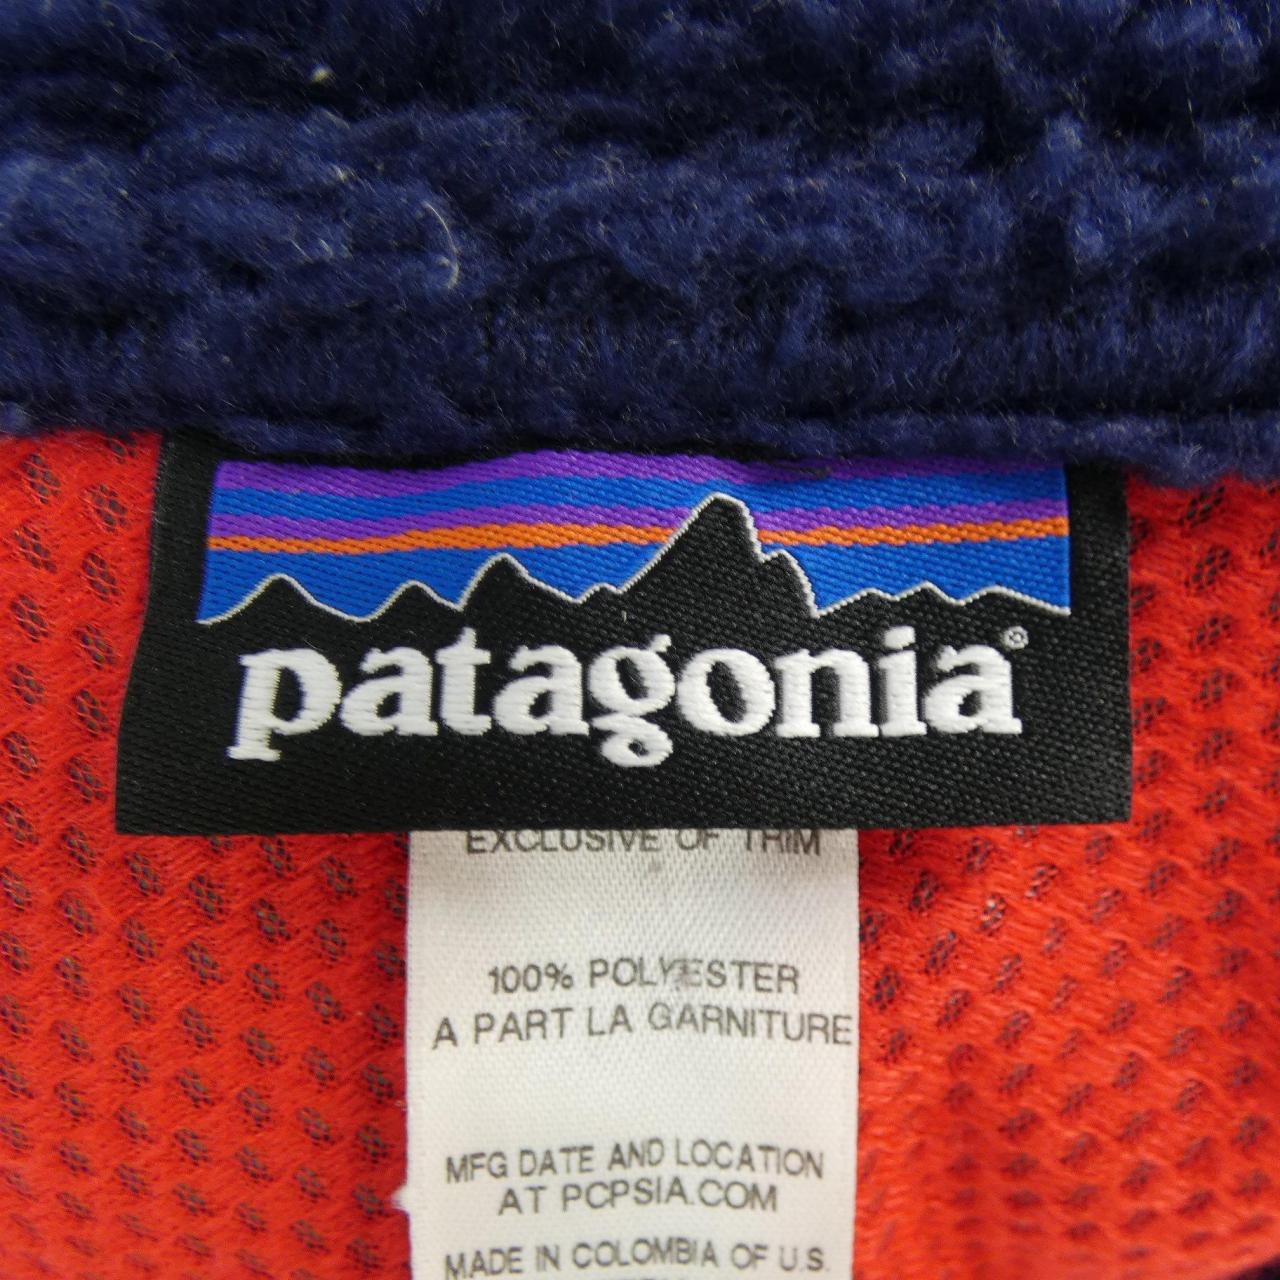 patagonia®
EXCLUSIVE OF TRIM
100% POLYESTER
A PART LA GARNITURE
MFG DATE AND LOCATION
AT PCPSIA.COM
MADE IN COLOMBIA OF U.S.